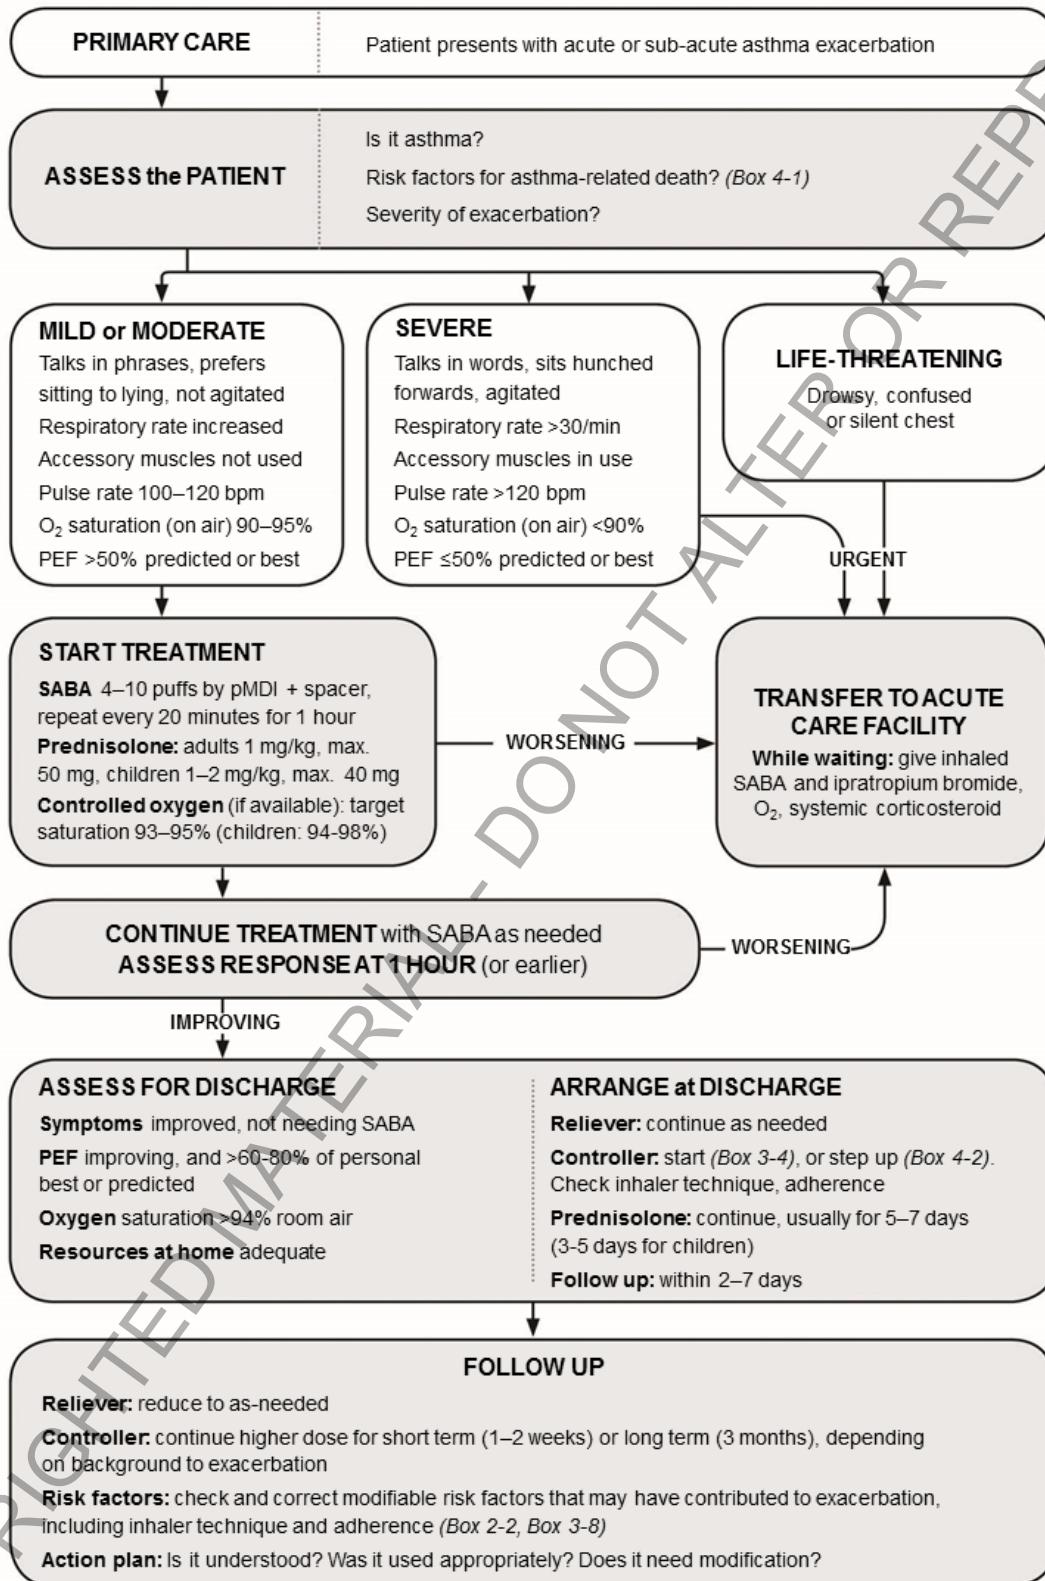 PRIMARY CARE
Patient presents with acute or sub-acute asthma exacerbation
ASSESS the PATIENT
Is it asthma?
Risk factors for asthma-related death? (Box 4-1)
Severity of exacerbation?
MILD or MODERATE
Talks in phrases, prefers
sitting to lying, not agitated
Respiratory rate increased
Accessory muscles not used
Pulse rate 100–120 bpm
O₂ saturation (on air) 90–95%
PEF >50% predicted or best
SEVERE
Talks in words, sits hunched
forwards, agitated
Respiratory rate >30/min
Accessory muscles in use
Pulse rate >120 bpm
O₂ saturation (on air) <90%
PEF ≤50% predicted or best
LIFE-THREATENING
Drowsy, confused
or silent chest
URGENT
START TREATMENT
SABA 4–10 puffs by pMDI + spacer,
repeat every 20 minutes for 1 hour
Prednisolone: adults 1 mg/kg, max.
50 mg, children 1–2 mg/kg, max. 40 mg
Controlled oxygen (if available): target
saturation 93–95% (children: 94-98%)
WORSENING
TRANSFER TO ACUTE
CARE FACILITY
While waiting: give inhaled
SABA and ipratropium bromide,
O₂, systemic corticosteroid
CONTINUE TREATMENT with SABA as needed
ASSESS RESPONSE AT 1 HOUR (or earlier)
WORSENING
IMPROVING
ASSESS FOR DISCHARGE
Symptoms improved, not needing SABA
PEF improving, and >60-80% of personal
best or predicted
Oxygen saturation >94% room air
Resources at home adequate
ARRANGE at DISCHARGE
Reliever: continue as needed
Controller: start (Box 3-4), or step up (Box 4-2).
Check inhaler technique, adherence
Prednisolone: continue, usually for 5–7 days
(3-5 days for children)
Follow up: within 2–7 days
FOLLOW UP
Reliever: reduce to as-needed
Controller: continue higher dose for short term (1–2 weeks) or long term (3 months), depending
on background to exacerbation
Risk factors: check and correct modifiable risk factors that may have contributed to exacerbation,
including inhaler technique and adherence (Box 2-2, Box 3-8)
Action plan: Is it understood? Was it used appropriately? Does it need modification?
RIGHTED MATERIAL - DO NOT ALTER OR REP